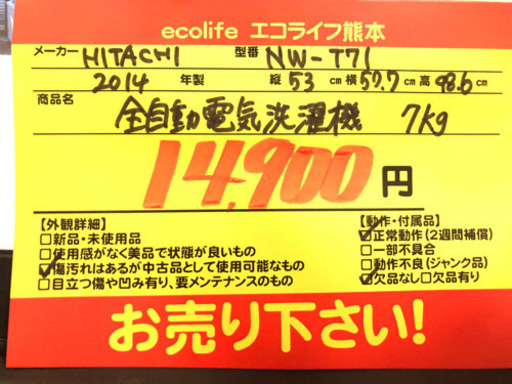 ecolife エコライフ熊本
メーカー HITACHI 型番 NW-T71
2014 年製 縦 53 cm 横 57.7 cm 高 98.6 cm
商品名 全自動電気洗濯機 7kg
14,900円
【外観詳細】 【動作・付属品】
□新品・未使用品 ☑正常動作(2週間補償)
□使用感がなく美品で状態が良いもの □一部不具合
☑傷汚れはあるが中古品として使用可能なもの □動作不良(ジャンク品)
□目立つ傷や凹み有り、要メンテナンスのもの ☑欠品なし□欠品有り
お売り下さい!